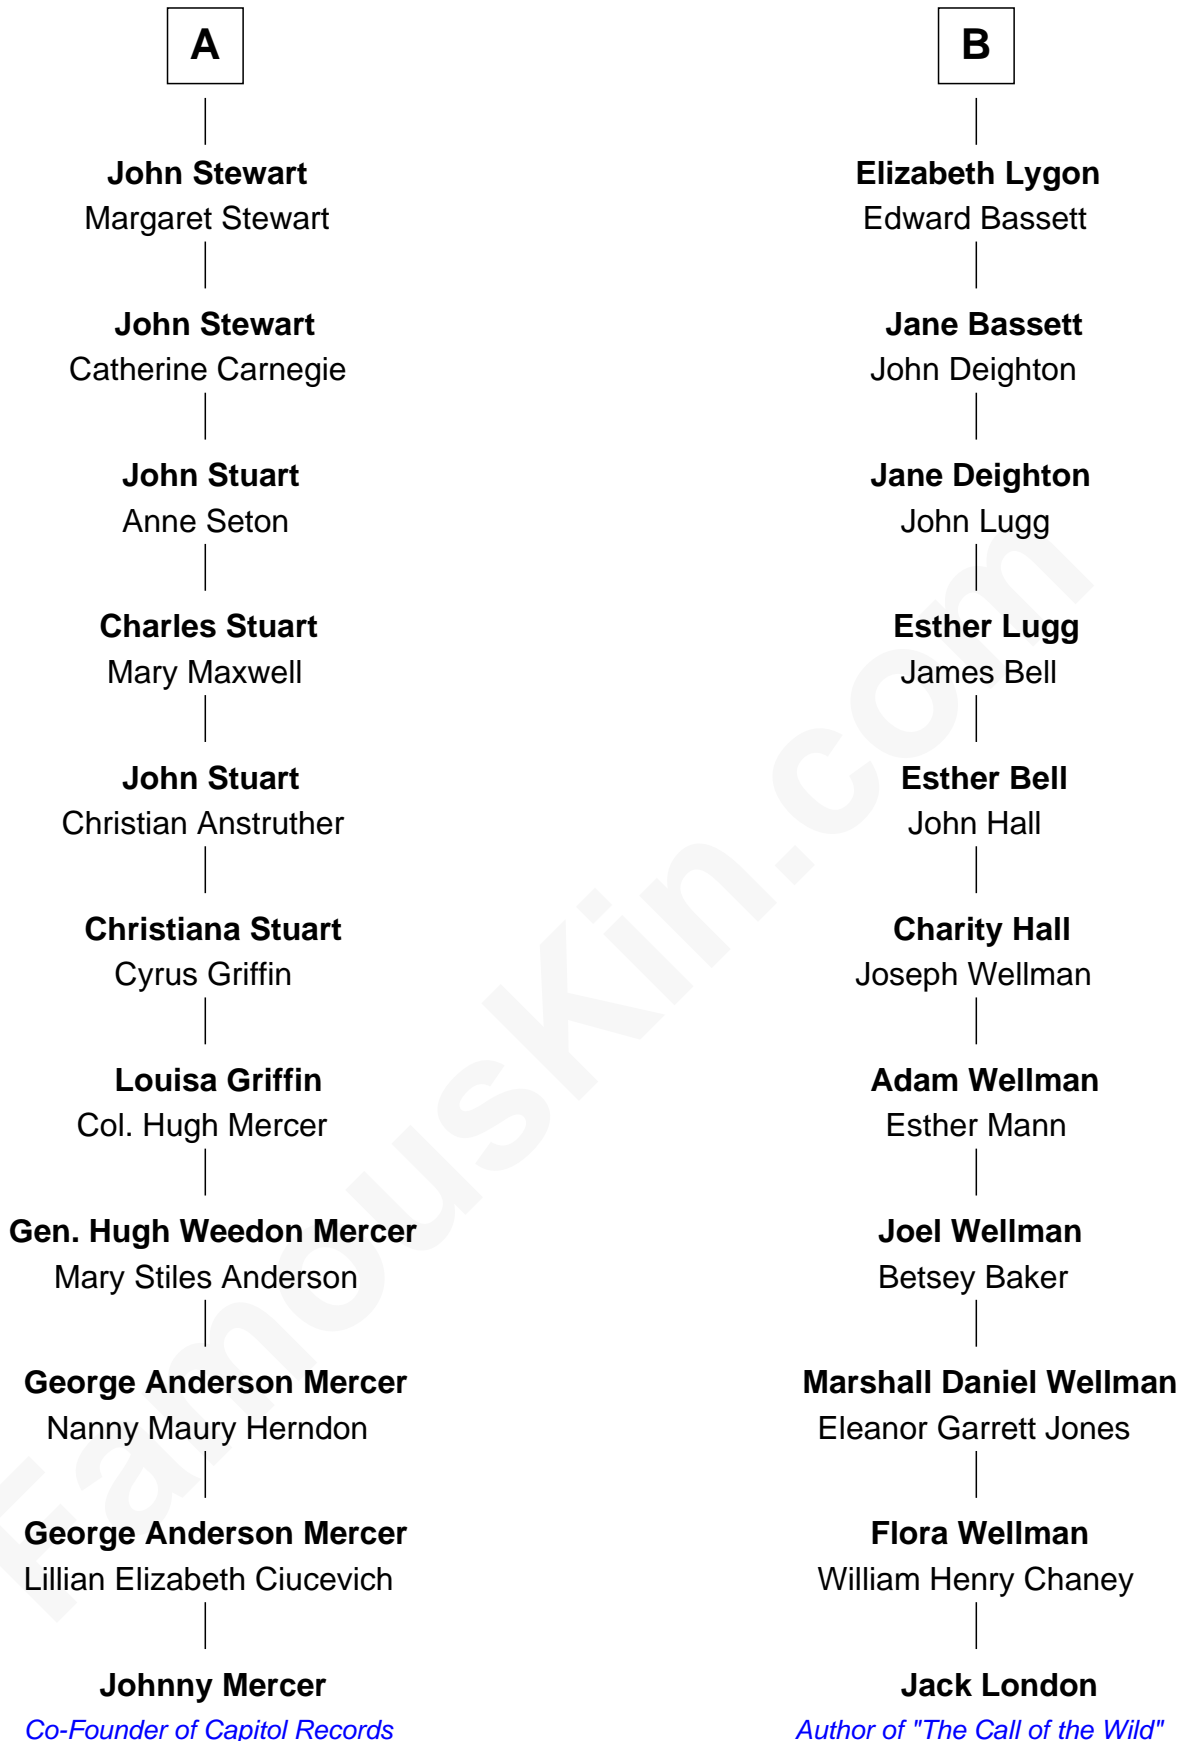 A
John Stewart
Margaret Stewart
John Stewart
Catherine Carnegie
John Stuart
Anne Seton
Charles Stuart
Mary Maxwell
John Stuart
Christian Anstruther
Christiana Stuart
Cyrus Griffin
Louisa Griffin
Col. Hugh Mercer
Gen. Hugh Weedon Mercer
Mary Stiles Anderson
George Anderson Mercer
Nanny Maury Herndon
George Anderson Mercer
Lillian Elizabeth Ciucevich
Johnny Mercer
Co-Founder of Capitol Records
B
Elizabeth Lygon
Edward Bassett
Jane Bassett
John Deighton
Jane Deighton
John Lugg
Esther Lugg
James Bell
Esther Bell
John Hall
Charity Hall
Joseph Wellman
Adam Wellman
Esther Mann
Joel Wellman
Betsey Baker
Marshall Daniel Wellman
Eleanor Garrett Jones
Flora Wellman
William Henry Chaney
Jack London
Author of "The Call of the Wild"
FamousKin.com